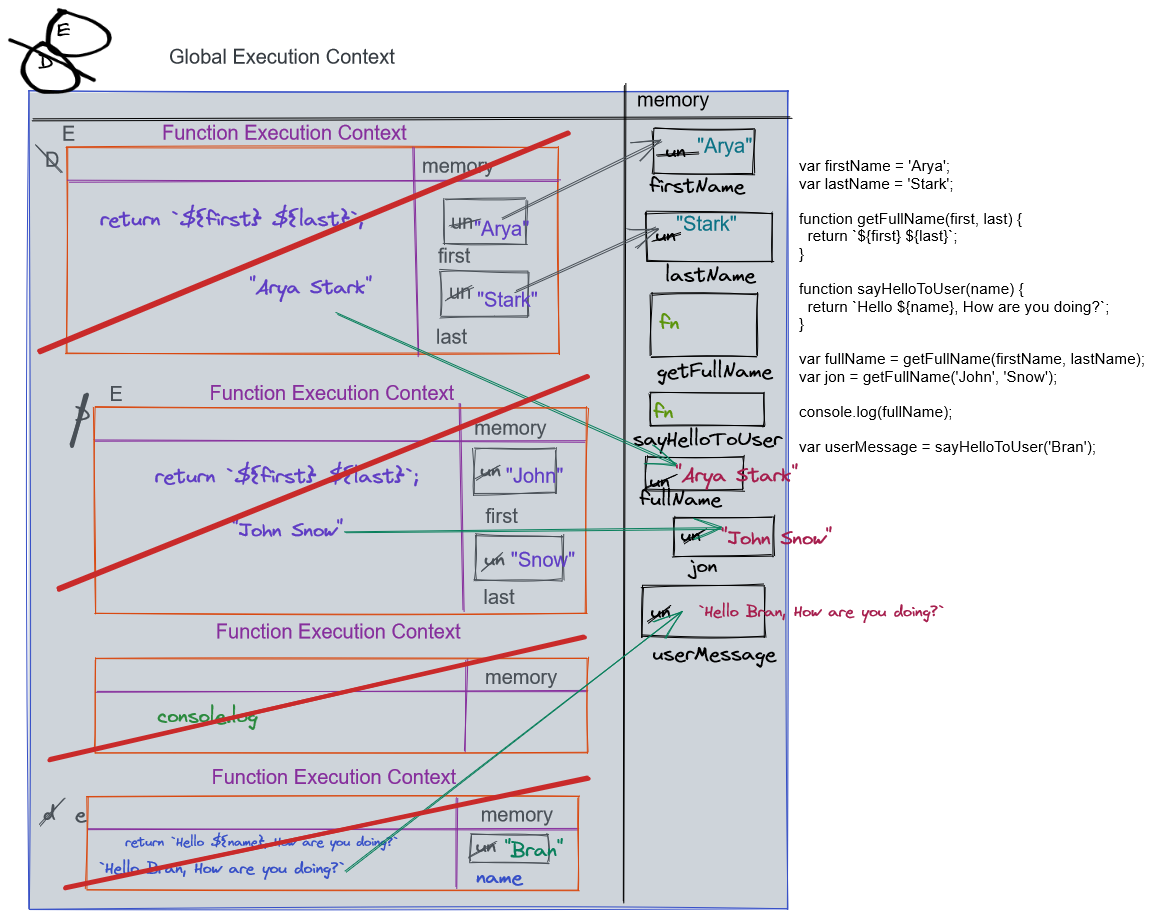 E
D
Global Execution Context
memory
E
D
Function Execution Context
memory
return `${first} ${last}`;
un "Arya"
first
"Arya Stark"
un "Stark"
last
E
D
Function Execution Context
memory
return `${first} ${last}`;
un "John"
first
"John Snow"
un "Snow"
last
Function Execution Context
memory
console.log
Function Execution Context
d
e
memory
return `Hello ${name}, How are you doing?`
un "Bran"
`Hello Bran, How are you doing?`
name
un "Arya"
firstName
"Stark"
un
lastName
fn
getFullName
fn
sayHelloToUser
"Arya Stark"
un
fullName
un "John Snow"
jon
un `Hello Bran, How are you doing?`
userMessage
var firstName = 'Arya';
var lastName = 'Stark';
function getFullName(first, last) {
return `${first} ${last}`;
}
function sayHelloToUser(name) {
return `Hello ${name}, How are you doing?`;
}
var fullName = getFullName(firstName, lastName);
var jon = getFullName('John', 'Snow');
console.log(fullName);
var userMessage = sayHelloToUser('Bran');